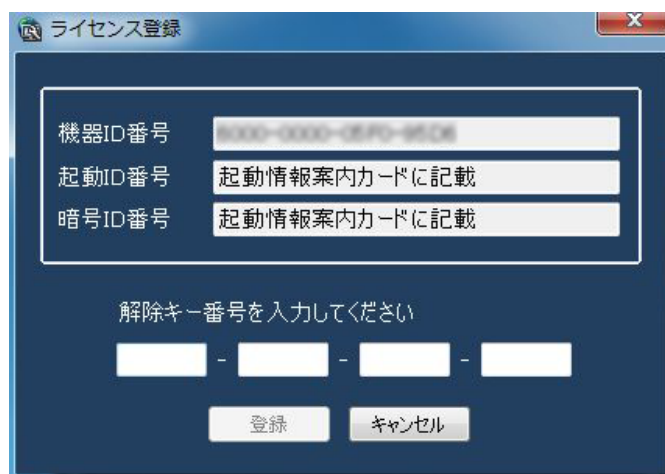 ライセンス登録
機器ID番号
起動ID番号 起動情報案内カードに記載
暗号ID番号 起動情報案内カードに記載
解除キー番号を入力してください
- - -
登録 キャンセル